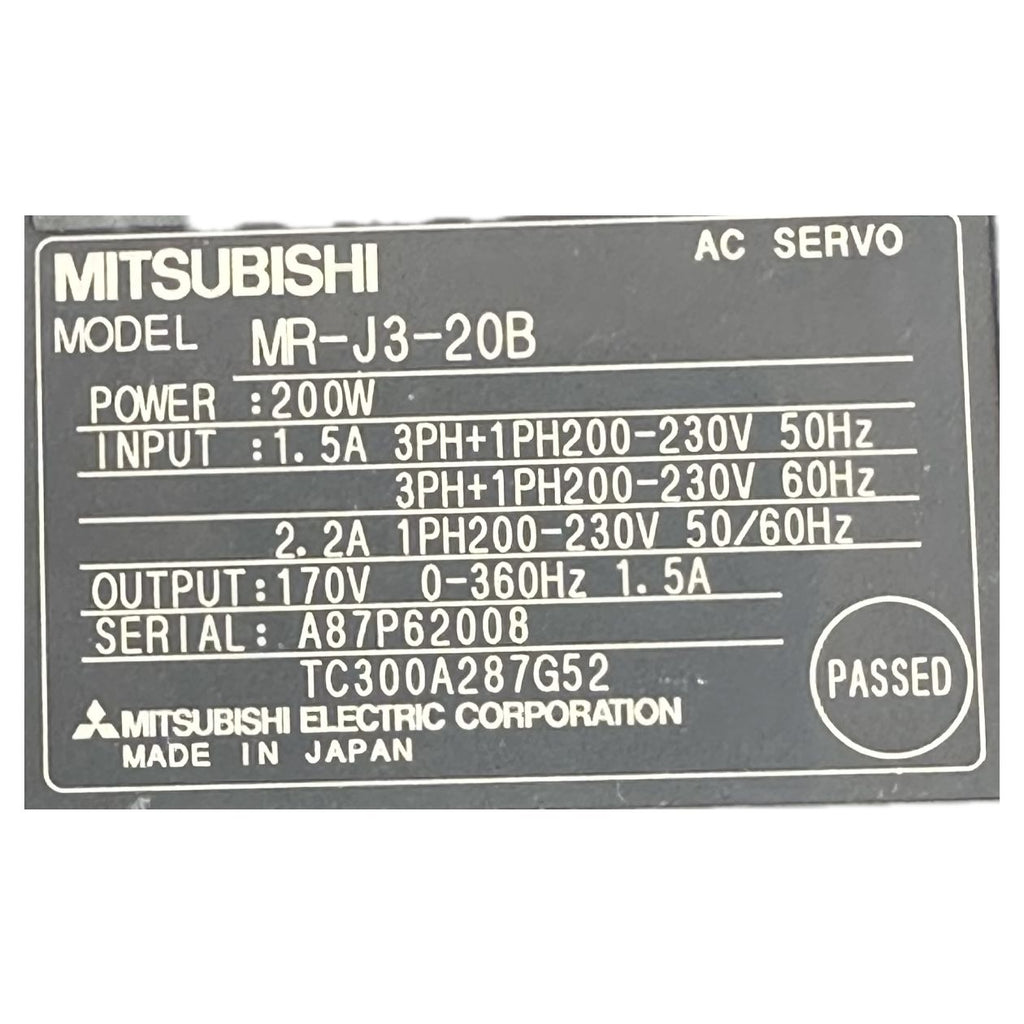 MITSUBISHI AC SERVO
MODEL MR-J3-20B
POWER :200W
INPUT :1.5A 3PH+1PH200-230V 50Hz
3PH+1PH200-230V 60Hz
2.2A 1PH200-230V 50/60Hz
OUTPUT:170V 0-360Hz 1.5A
SERIAL: A87P62008
TC300A287G52
PASSED
MITSUBISHI ELECTRIC CORPORATION
MADE IN JAPAN